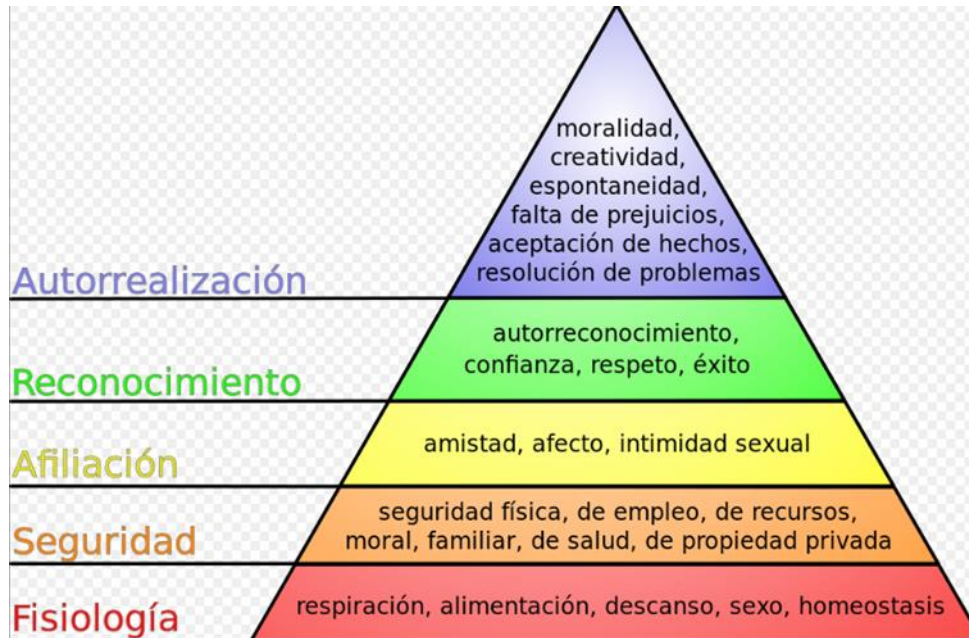 moralidad,
creatividad,
espontaneidad,
falta de prejuicios,
aceptación de hechos,
resolución de problemas
Autorrealización
autorreconocimiento,
confianza, respeto, éxito
Reconocimiento
amistad, afecto, intimidad sexual
Afiliación
seguridad física, de empleo, de recursos,
moral, familiar, de salud, de propiedad privada
Seguridad
respiración, alimentación, descanso, sexo, homeostasis
Fisiología